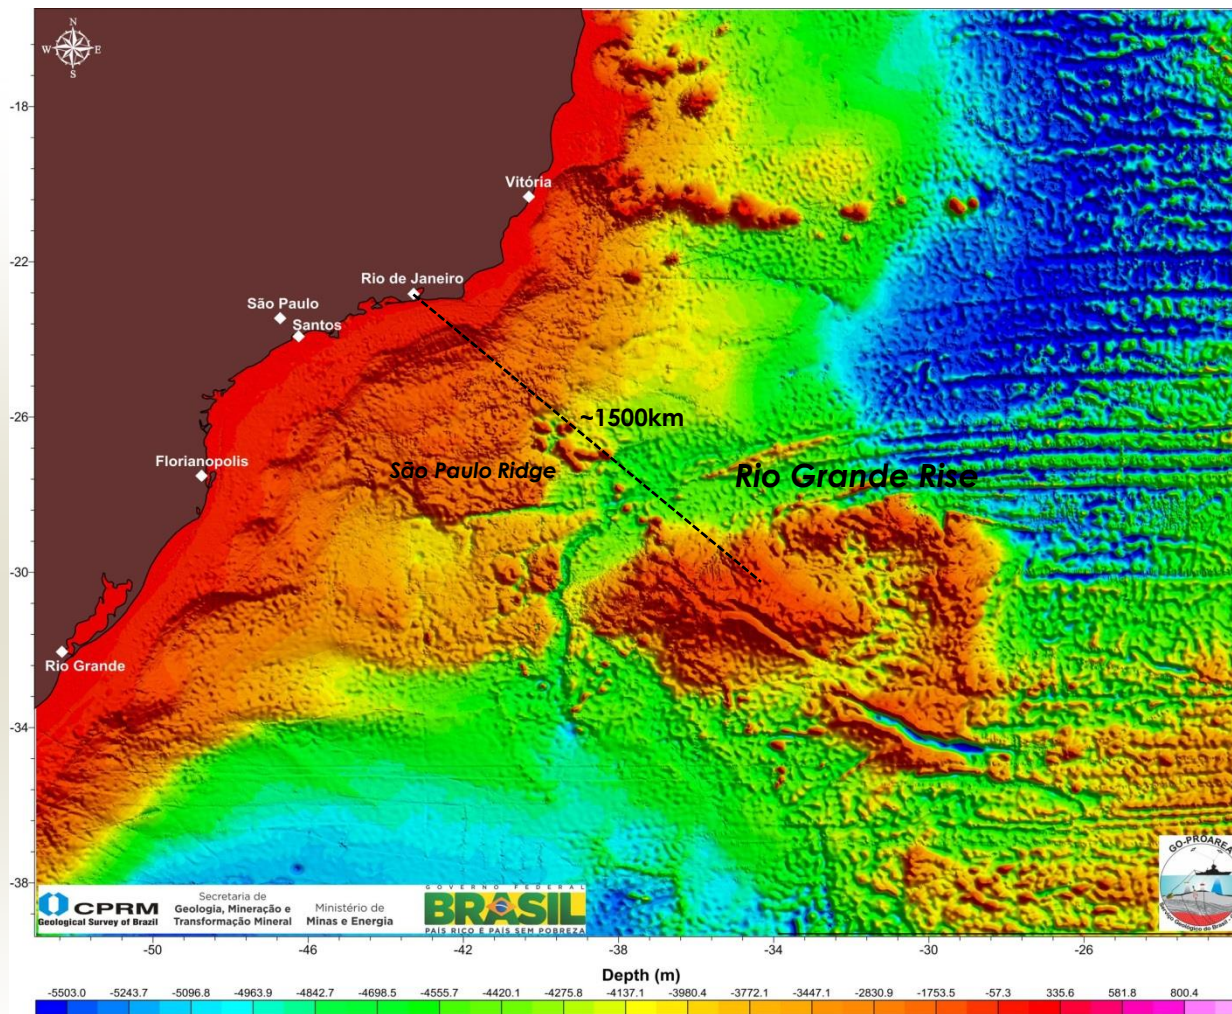 N
W E
S
-18
-22
-26
-30
-34
-38
Vitória
Rio de Janeiro
São Paulo
Santos
~1500km
Florianopolis
São Paulo Ridge
Rio Grande Rise
Rio Grande
GO-PROAREA
Serviço Geológico do Brasil
CPRM
Geological Survey of Brazil
Secretaria de
Geologia, Mineração e
Transformação Mineral
Ministério de
Minas e Energia
GOVERNO FEDERAL
BRASIL
PAÍS RICO É PAÍS SEM POBREZA
-50 -46 -42 -38 -34 -30 -26
Depth (m)
-5503.0 -5243.7 -5096.8 -4963.9 -4842.7 -4698.5 -4555.7 -4420.1 -4275.8 -4137.1 -3980.4 -3772.1 -3447.1 -2830.9 -1753.5 -57.3 335.6 581.8 800.4